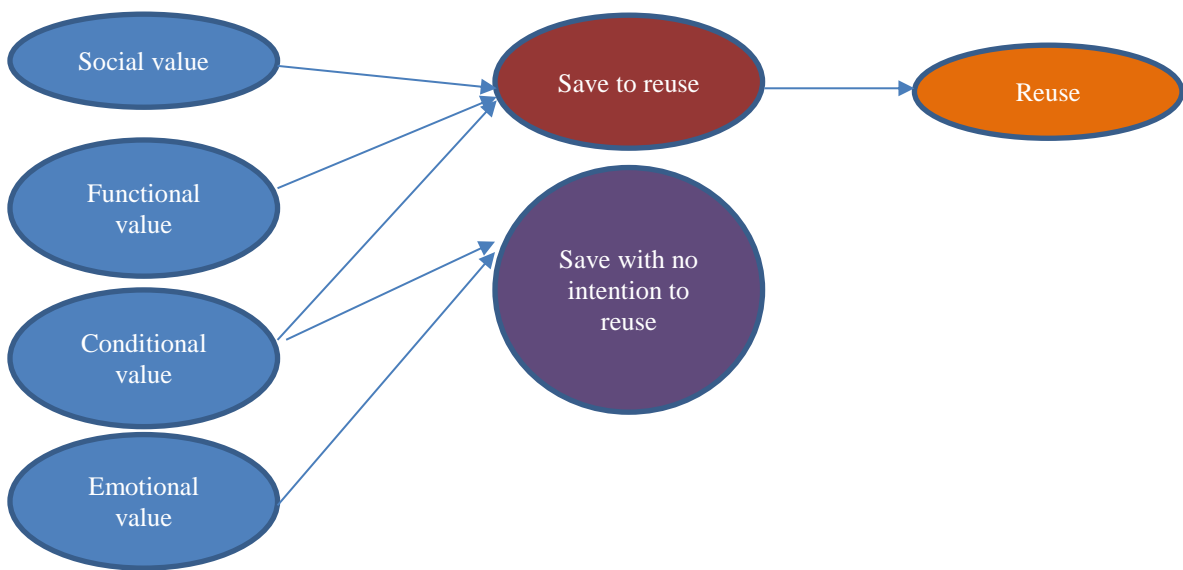 Social value
Save to reuse
Reuse
Functional
value
Save with no
intention to
reuse
Conditional
value
Emotional
value